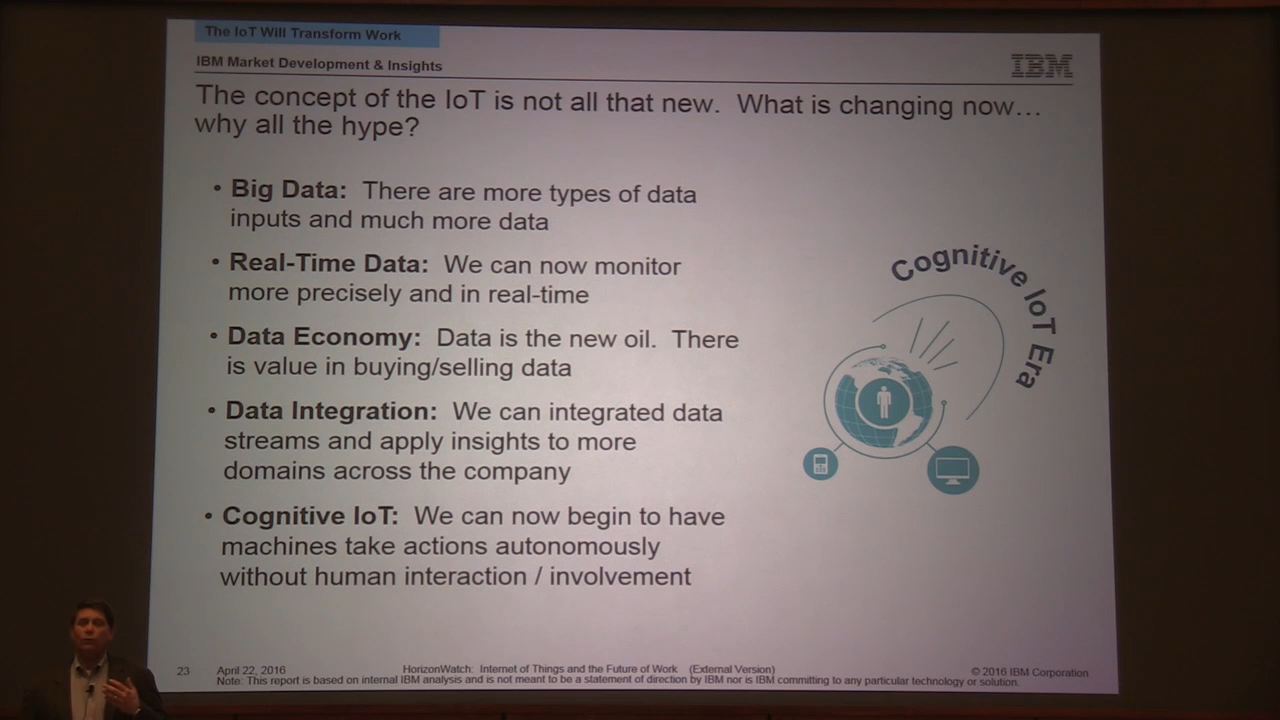 The IoT Will Transform Work
IBM Market Development & Insights
IBM
The concept of the IoT is not all that new. What is changing now…
why all the hype?
• Big Data: There are more types of data
inputs and much more data
• Real-Time Data: We can now monitor
more precisely and in real-time
• Data Economy: Data is the new oil. There
is value in buying/selling data
• Data Integration: We can integrated data
streams and apply insights to more
domains across the company
• Cognitive IoT: We can now begin to have
machines take actions autonomously
without human interaction / involvement
Cognitive IoT Era
23 April 22, 2016 HorizonWatch: Internet of Things and the Future of Work (External Version) © 2016 IBM Corporation
Note: This report is based on internal IBM analysis and is not meant to be a statement of direction by IBM nor is IBM committing to any particular technology or solution.